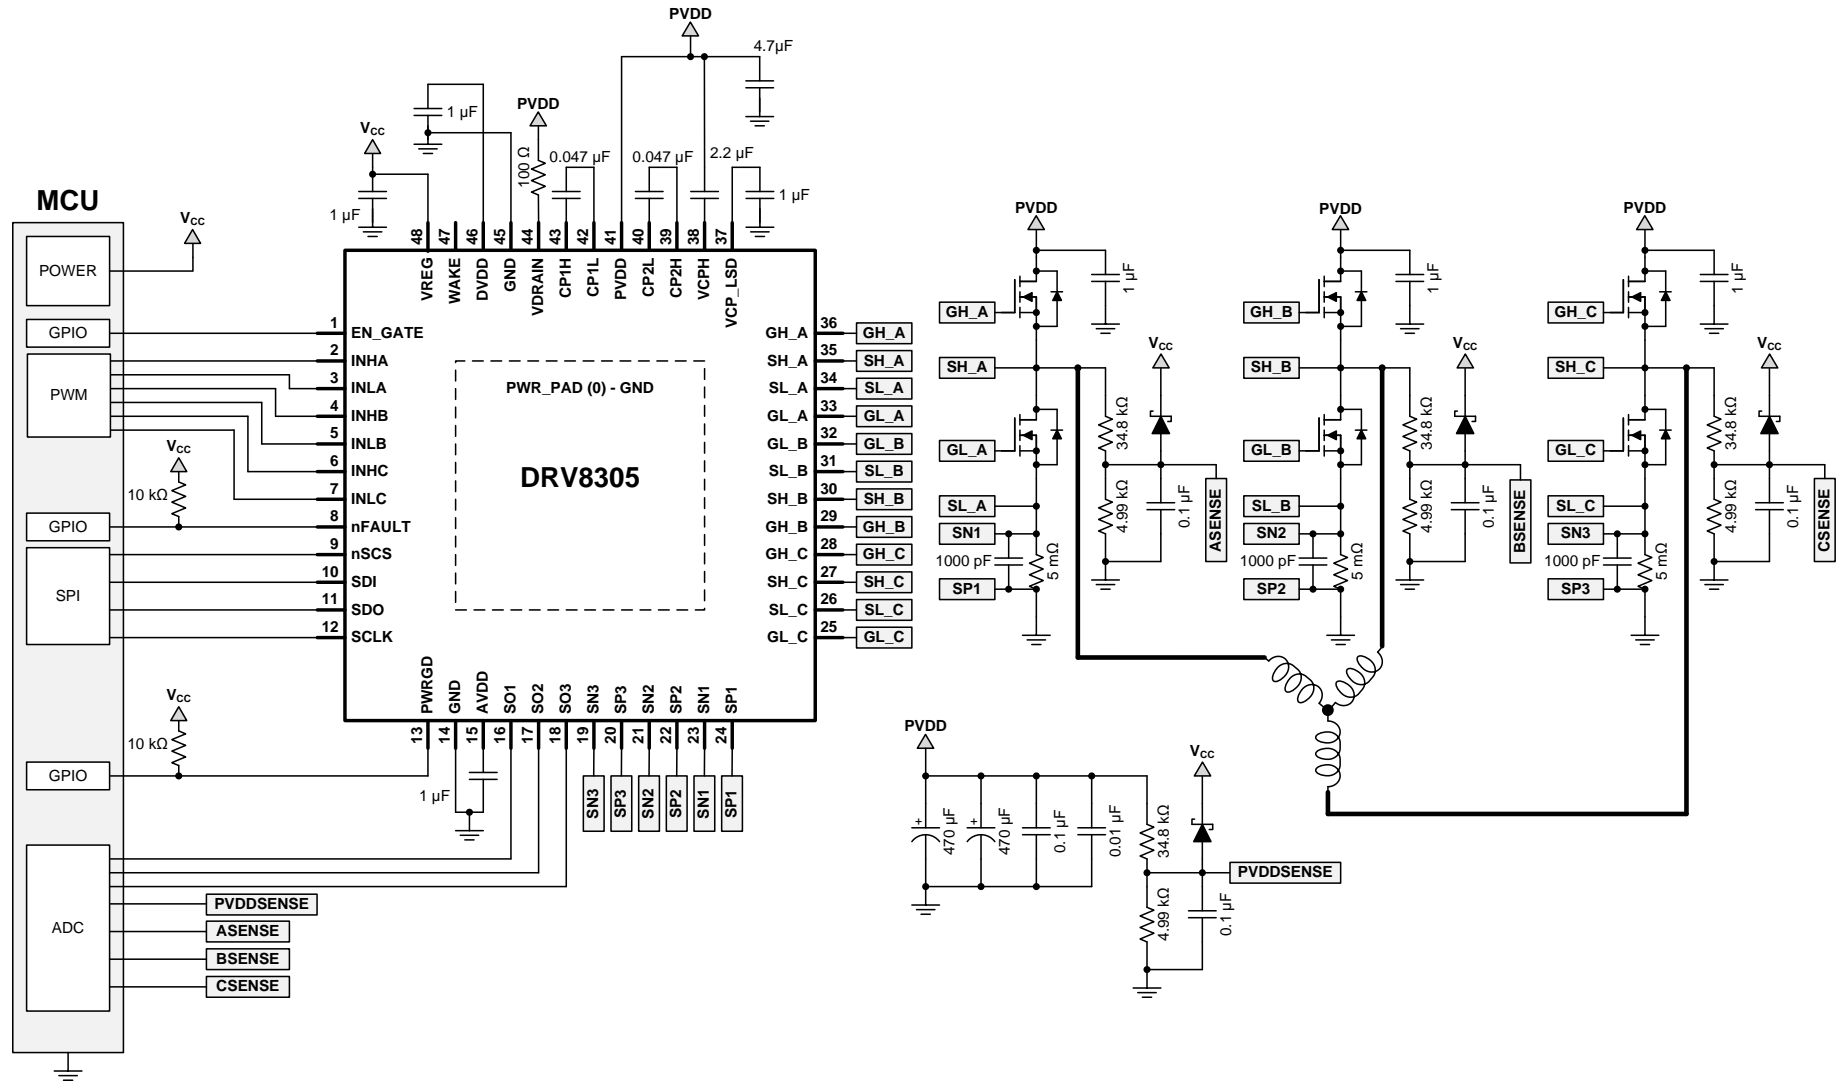 PVDD
4.7µF
1 µF
PVDD
VCC
100 Ω
0.047 µF
0.047 µF
2.2 µF
1 µF
1 µF
MCU
VCC
POWER
GPIO
PWM
VCC
10 kΩ
GPIO
SPI
VCC
10 kΩ
GPIO
ADC
PVDDSENSE
ASENSE
BSENSE
CSENSE
48 47 46 45 44 43 42 41 40 39 38 37
VREG WAKE DVDD GND VDRAIN CP1H CP1L PVDD CP2L CP2H VCPH VCP_LSD
1 EN_GATE
2 INHA
3 INLA
4 INHB
5 INLB
6 INHC
7 INLC
8 nFAULT
9 nSCS
10 SDI
11 SDO
12 SCLK
PWR_PAD (0) - GND
DRV8305
GH_A 36 GH_A
SH_A 35 SH_A
SL_A 34 SL_A
GL_A 33 GL_A
GL_B 32 GL_B
SL_B 31 SL_B
SH_B 30 SH_B
GH_B 29 GH_B
GH_C 28 GH_C
SH_C 27 SH_C
SL_C 26 SL_C
GL_C 25 GL_C
PWRGD GND AVDD SO1 SO2 SO3 SN3 SP3 SN2 SP2 SN1 SP1
13 14 15 16 17 18 19 20 21 22 23 24
1 µF
SN3 SP3 SN2 SP2 SN1 SP1
PVDD
1 µF
GH_A
VCC
SH_A
34.8 kΩ
GL_A
SL_A
4.99 kΩ
0.1 µF
ASENSE
SN1
1000 pF
5 mΩ
SP1
PVDD
1 µF
GH_B
VCC
SH_B
34.8 kΩ
GL_B
SL_B
4.99 kΩ
0.1 µF
BSENSE
SN2
1000 pF
5 mΩ
SP2
PVDD
1 µF
GH_C
VCC
SH_C
34.8 kΩ
GL_C
SL_C
4.99 kΩ
0.1 µF
CSENSE
SN3
1000 pF
5 mΩ
SP3
PVDD
VCC
+ 470 µF
+ 470 µF
0.1 µF
0.01 µF
34.8 kΩ
PVDDSENSE
4.99 kΩ
0.1 µF